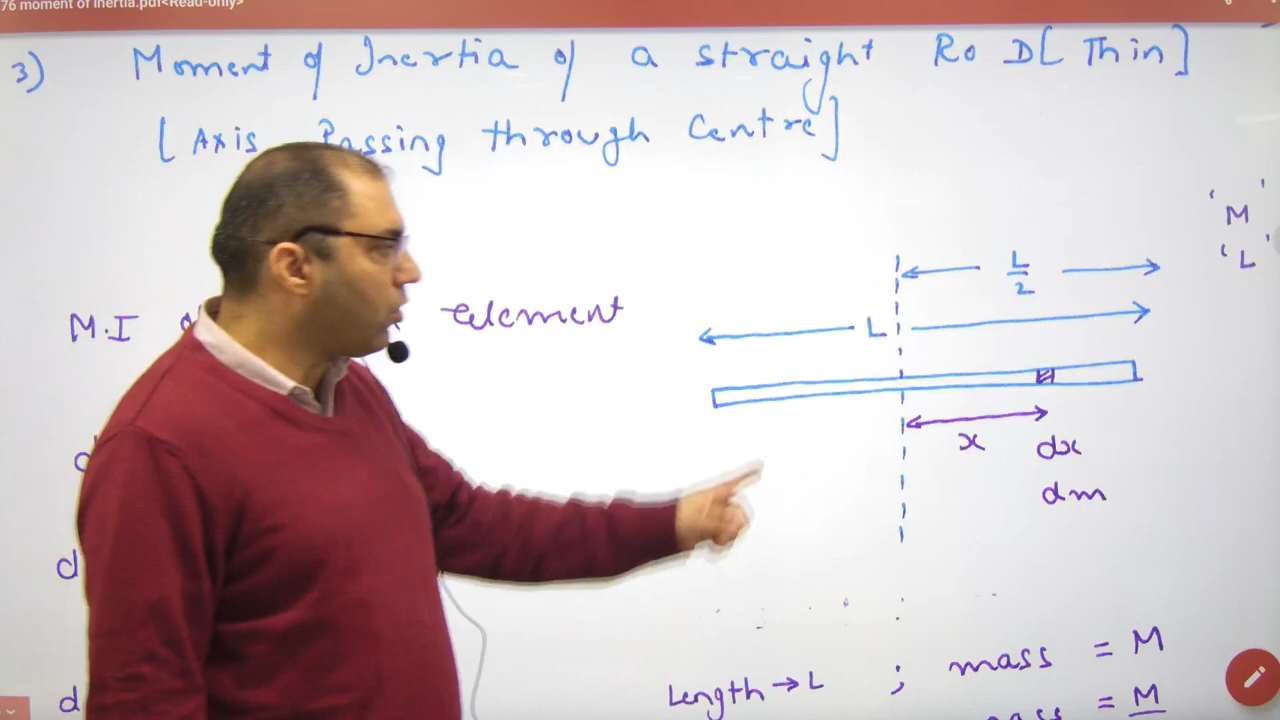 76 moment of inertia.pdf<Read-only>
3) Moment of Inertia of a straight RoD [Thin]
[Axis Passing through Centre]
'M'
'L'
L/2
M.I element
L
x dx
dm
d
d
Length → L ; mass = M
mass = M